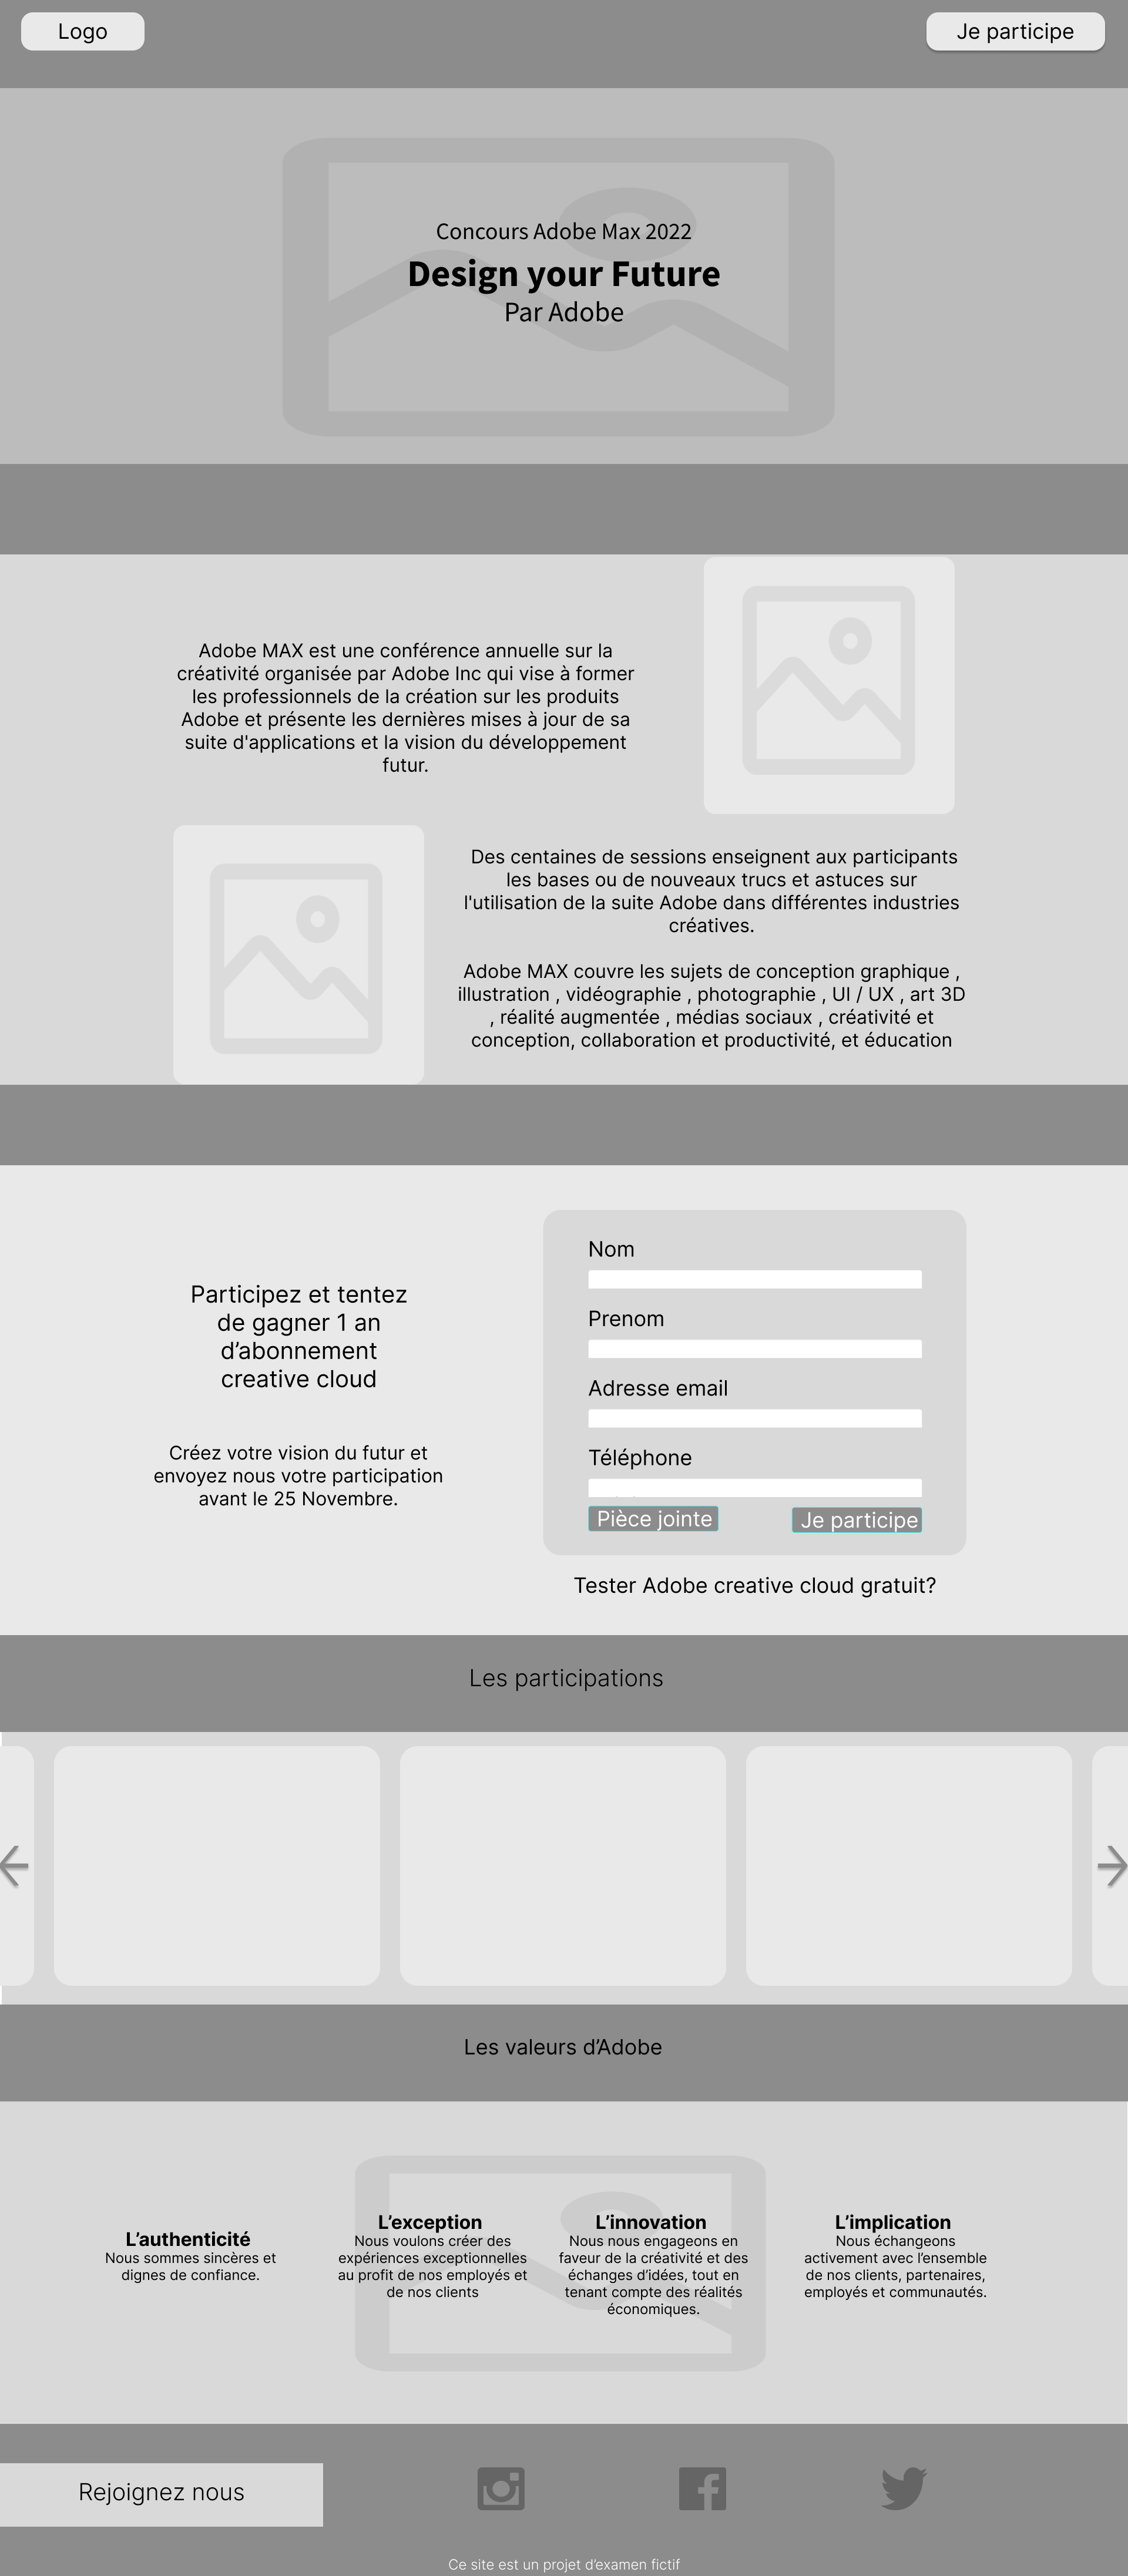 Logo
Je participe
Concours Adobe Max 2022
Design your Future
Par Adobe
Adobe MAX est une conférence annuelle sur la
créativité organisée par Adobe Inc qui vise à former
les professionnels de la création sur les produits
Adobe et présente les dernières mises à jour de sa
suite d'applications et la vision du développement
futur.
Des centaines de sessions enseignent aux participants
les bases ou de nouveaux trucs et astuces sur
l'utilisation de la suite Adobe dans différentes industries
créatives.
Adobe MAX couvre les sujets de conception graphique ,
illustration , vidéographie , photographie , UI / UX , art 3D
, réalité augmentée , médias sociaux , créativité et
conception, collaboration et productivité, et éducation
Participez et tentez
de gagner 1 an
d’abonnement
creative cloud
Créez votre vision du futur et
envoyez nous votre participation
avant le 25 Novembre.
Nom
Prenom
Adresse email
Téléphone
Pièce jointe
Je participe
Tester Adobe creative cloud gratuit?
Les participations
Les valeurs d’Adobe
L’authenticité
Nous sommes sincères et
dignes de confiance.
L’exception
Nous voulons créer des
expériences exceptionnelles
au profit de nos employés et
de nos clients
L’innovation
Nous nous engageons en
faveur de la créativité et des
échanges d’idées, tout en
tenant compte des réalités
économiques.
L’implication
Nous échangeons
activement avec l’ensemble
de nos clients, partenaires,
employés et communautés.
Rejoignez nous
Ce site est un projet d’examen fictif